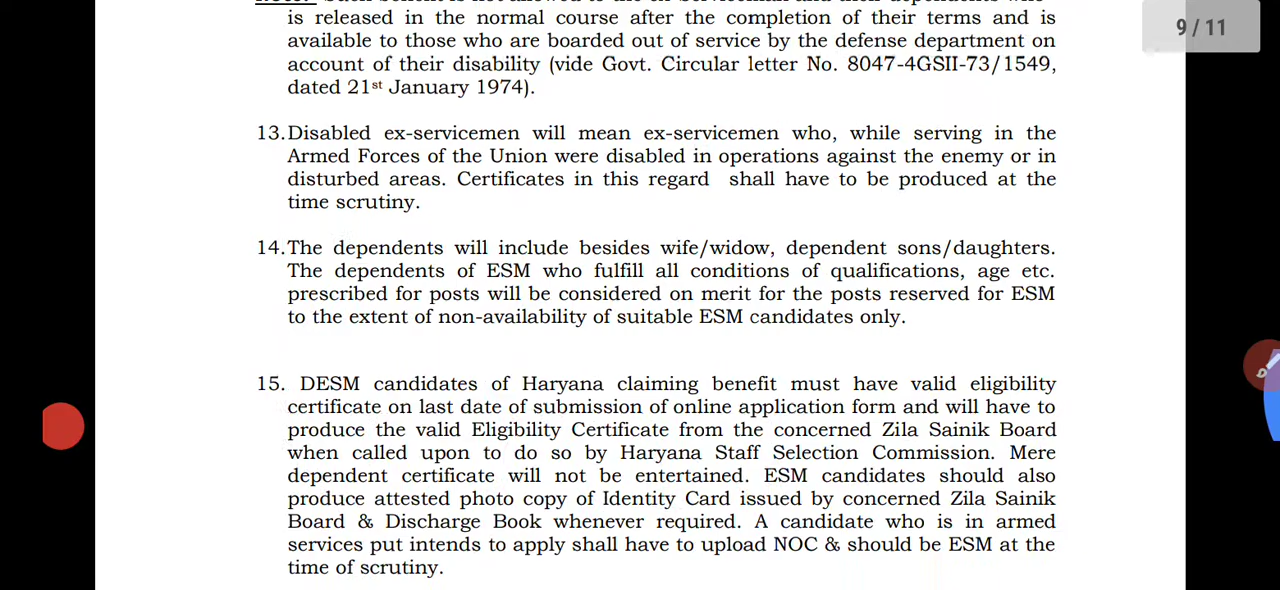 is released in the normal course after the completion of their terms and is
available to those who are boarded out of service by the defense department on
account of their disability (vide Govt. Circular letter No. 8047-4GSII-73/1549,
dated 21st January 1974).
13.Disabled ex-servicemen will mean ex-servicemen who, while serving in the
Armed Forces of the Union were disabled in operations against the enemy or in
disturbed areas. Certificates in this regard shall have to be produced at the
time scrutiny.
14.The dependents will include besides wife/widow, dependent sons/daughters.
The dependents of ESM who fulfill all conditions of qualifications, age etc.
prescribed for posts will be considered on merit for the posts reserved for ESM
to the extent of non-availability of suitable ESM candidates only.
15. DESM candidates of Haryana claiming benefit must have valid eligibility
certificate on last date of submission of online application form and will have to
produce the valid Eligibility Certificate from the concerned Zila Sainik Board
when called upon to do so by Haryana Staff Selection Commission. Mere
dependent certificate will not be entertained. ESM candidates should also
produce attested photo copy of Identity Card issued by concerned Zila Sainik
Board & Discharge Book whenever required. A candidate who is in armed
services put intends to apply shall have to upload NOC & should be ESM at the
time of scrutiny.
9 / 11